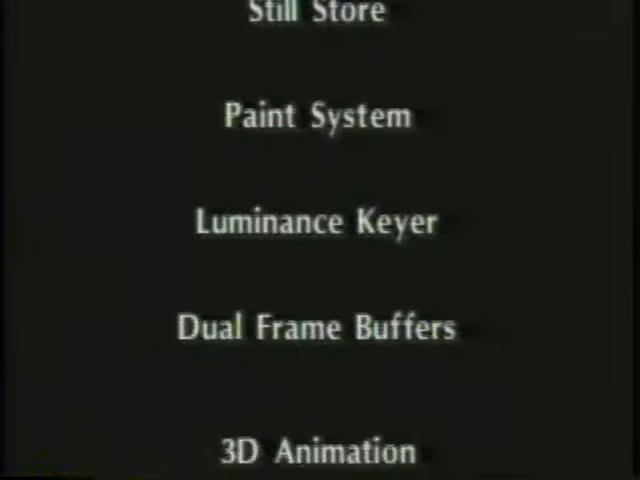 Still Store
Paint System
Luminance Keyer
Dual Frame Buffers
3D Animation